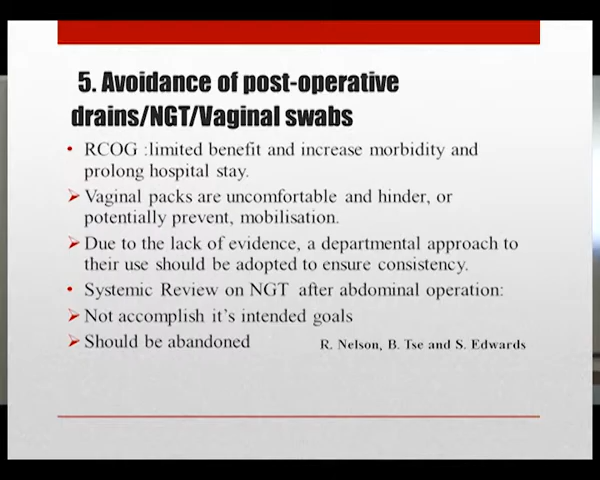 5. Avoidance of post-operative
drains/NGT/Vaginal swabs
• RCOG :limited benefit and increase morbidity and
prolong hospital stay.
➢ Vaginal packs are uncomfortable and hinder, or
potentially prevent, mobilisation.
➢ Due to the lack of evidence, a departmental approach to
their use should be adopted to ensure consistency.
• Systemic Review on NGT after abdominal operation:
➢ Not accomplish it's intended goals
➢ Should be abandoned R. Nelson, B. Tse and S. Edwards